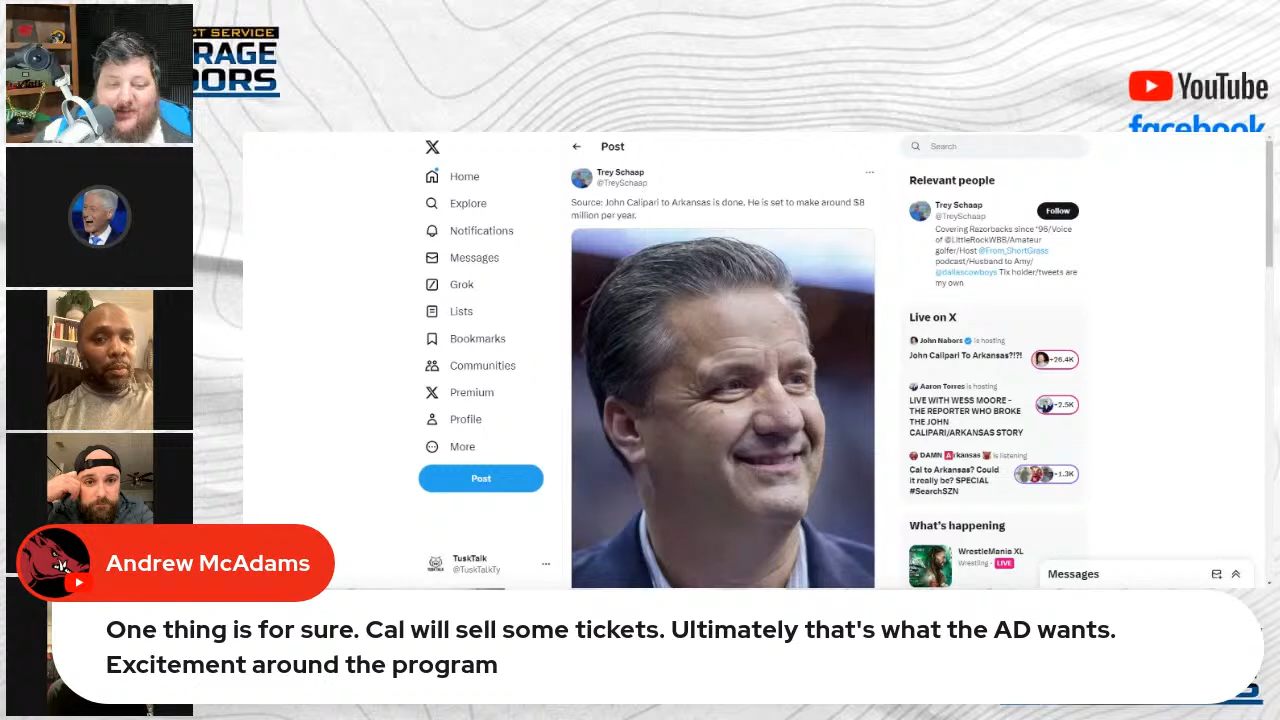 CT SERVICE
RAGE
OORS
YouTube
facebook
X
Home
Explore
Notifications
Messages
Grok
Lists
Bookmarks
Communities
Premium
Profile
More
Post
TuskTalk
@TuskTalkTy
Post
Trey Schaap
@TreySchaap
Source: John Calipari to Arkansas is done. He is set to make around $8
million per year.
Search
Relevant people
Trey Schaap
@TreySchaap
Follow
Covering Razorbacks since '96/Voice
of @LittleRockWBB/Amateur
golfer/Host @From_ShortGrass
podcast/Husband to Amy/
@dallascowboys Tix holder/tweets are
my own
Live on X
John Nabors is hosting
John Calipari To Arkansas?!?!
+26.4K
Aaron Torres is hosting
LIVE WITH WESS MOORE -
THE REPORTER WHO BROKE
THE JOHN
CALIPARI/ARKANSAS STORY
+2.5K
DAMN Arkansas is listening
Cal to Arkansas? Could
it really be? SPECIAL
#SearchSZN
+1.3K
What's happening
WrestleMania XL
Wrestling · LIVE
Messages
Andrew McAdams
One thing is for sure. Cal will sell some tickets. Ultimately that's what the AD wants.
Excitement around the program